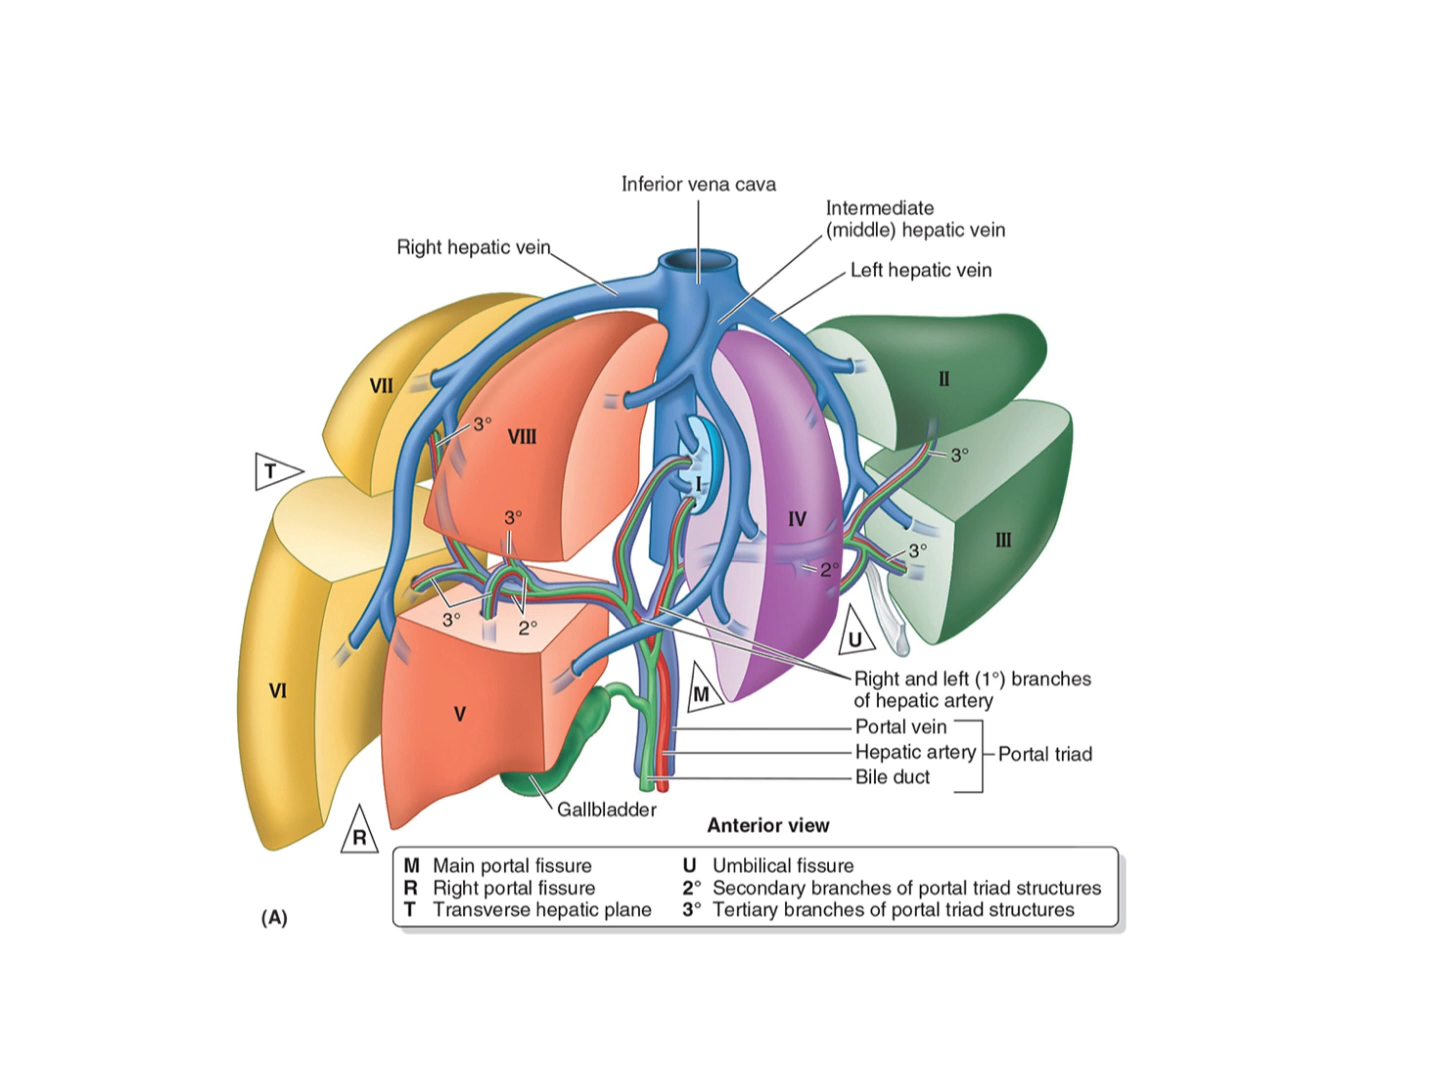 Inferior vena cava
Intermediate
(middle) hepatic vein
Right hepatic vein
Left hepatic vein
VII
II
3°
VIII
3°
T
I
3°
IV
III
3°
2°
3°
2°
U
VI
M
V
Right and left (1°) branches
of hepatic artery
Portal vein
Hepatic artery
Portal triad
Bile duct
Gallbladder
R
Anterior view
M Main portal fissure
R Right portal fissure
T Transverse hepatic plane
U Umbilical fissure
2° Secondary branches of portal triad structures
3° Tertiary branches of portal triad structures
(A)